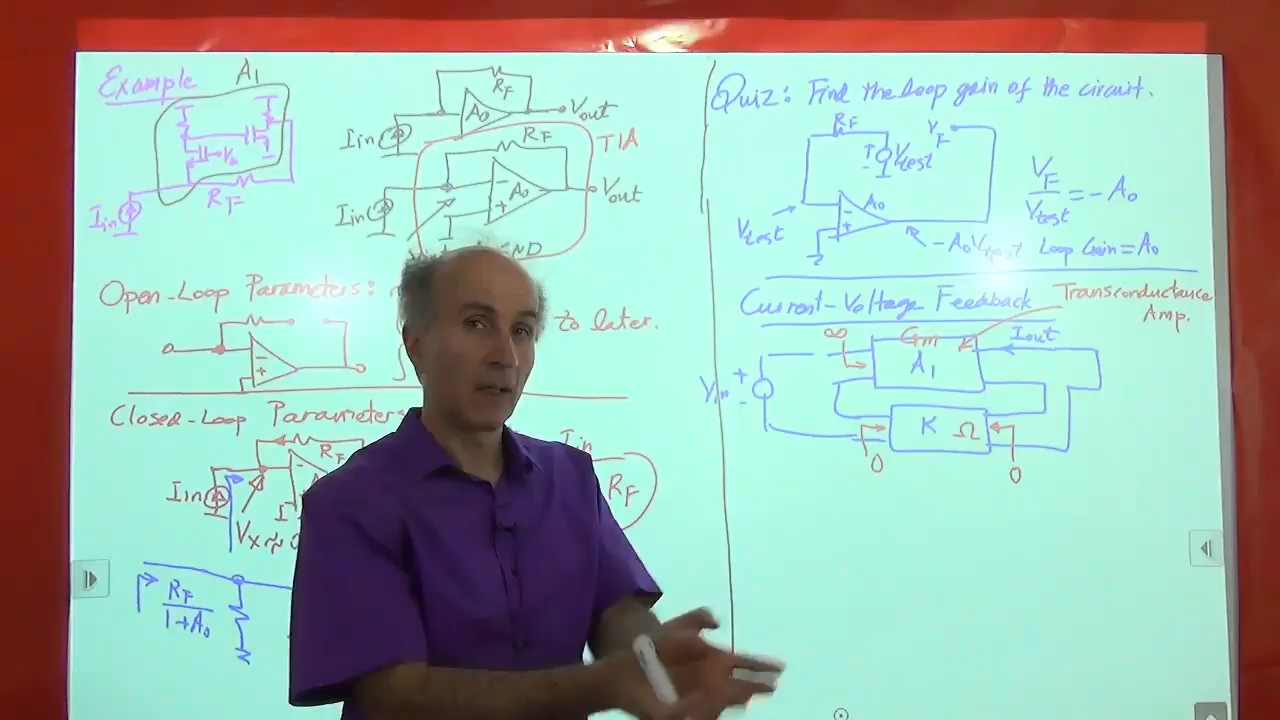 Example
A1
Vb
RF
Iin
RF
A0
Iin
Vout
TIA
RF
A0
Iin
Vout
Open-Loop Parameters:
to later.
Closed-Loop Parameter
RF
Iin
Vx≈0
Iin
RF
RF
1+A0
Quiz: Find the loop gain of the circuit.
RF
VF
Vtest
A0
Vtest
-A0Vtest
VF
Vtest
= -A0
Loop Gain=A0
Current-Voltage Feedback
Transconductance
Amp.
∞
Gm
Iout
A1
Vin
K Ω
0
0